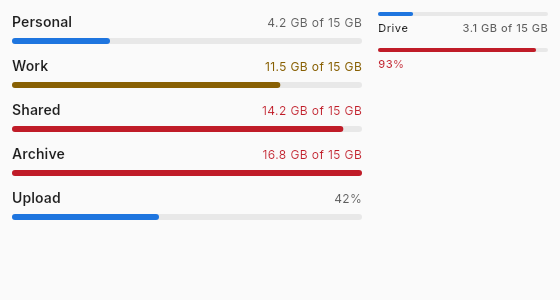 Personal 4.2 GB of 15 GB
Work 11.5 GB of 15 GB
Shared 14.2 GB of 15 GB
Archive 16.8 GB of 15 GB
Upload 42%
Drive 3.1 GB of 15 GB
93%